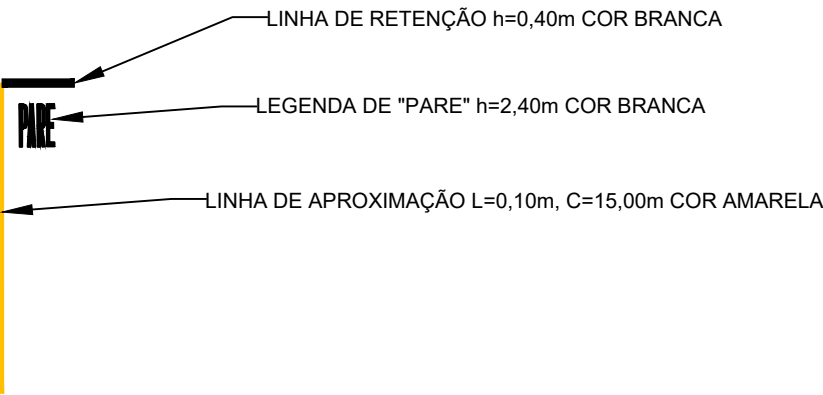 LINHA DE RETENÇÃO h=0,40m COR BRANCA
PARE
LEGENDA DE "PARE" h=2,40m COR BRANCA
LINHA DE APROXIMAÇÃO L=0,10m, C=15,00m COR AMARELA